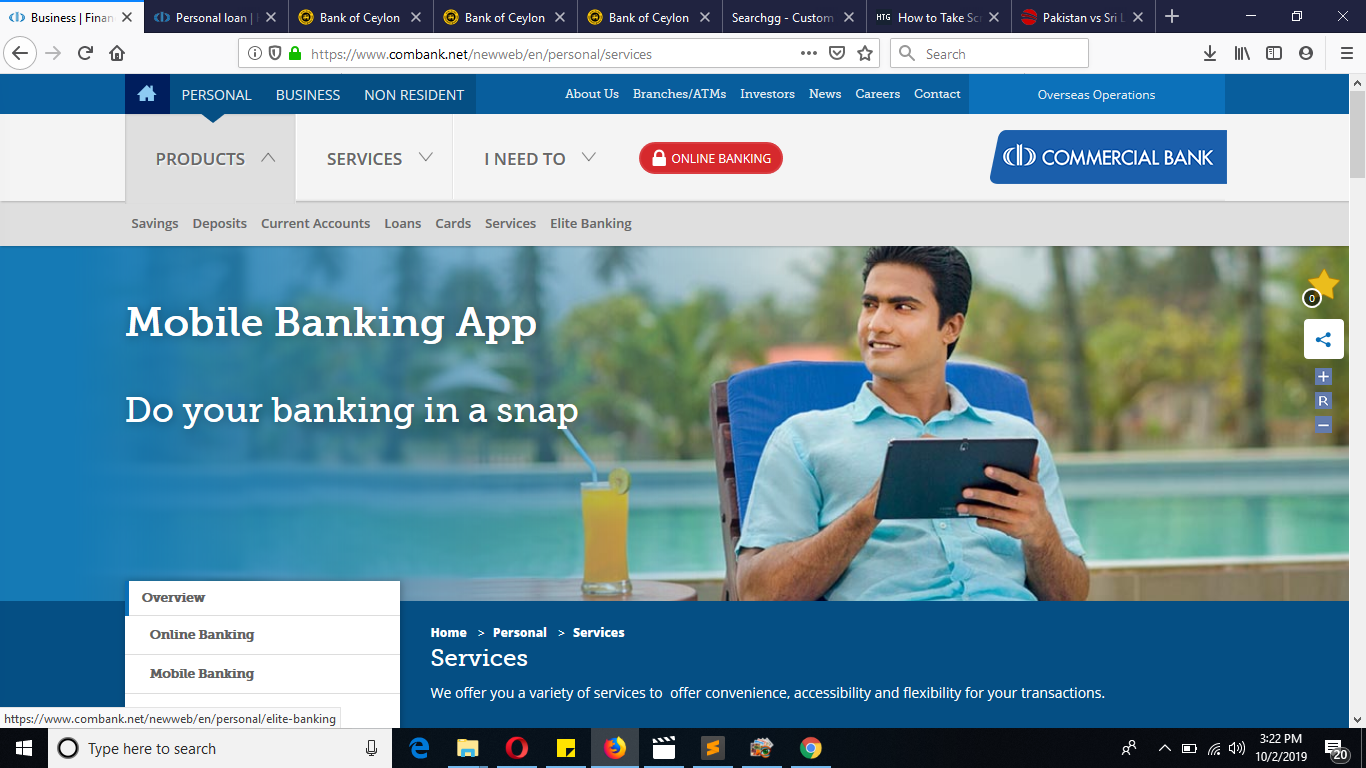 Business | Finan
Personal loan |
Bank of Ceylon
Bank of Ceylon
Bank of Ceylon
Searchgg - Custom
HTG How to Take Sc
Pakistan vs Sri L
https://www.combank.net/newweb/en/personal/services
Search
PERSONAL BUSINESS NON RESIDENT
About Us Branches/ATMs Investors News Careers Contact
Overseas Operations
PRODUCTS SERVICES I NEED TO
ONLINE BANKING
COMMERCIAL BANK
Savings Deposits Current Accounts Loans Cards Services Elite Banking
Mobile Banking App
Do your banking in a snap
0
+
R
−
Overview
Online Banking
Mobile Banking
Home > Personal > Services
Services
We offer you a variety of services to offer convenience, accessibility and flexibility for your transactions.
https://www.combank.net/newweb/en/personal/elite-banking
Type here to search
3:22 PM
10/2/2019
20